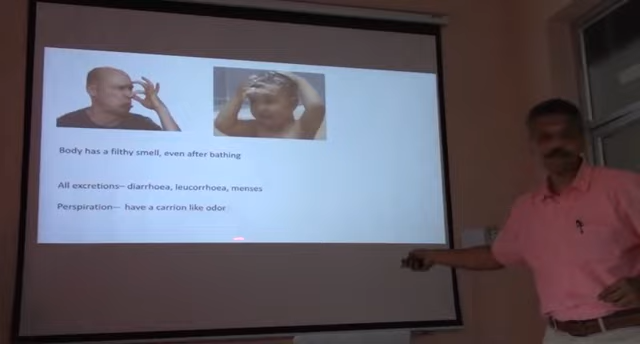 Body has a filthy smell, even after bathing
All excretions-- diarrhoea, leucorrhoea, menses
Perspiration-- have a carrion like odor